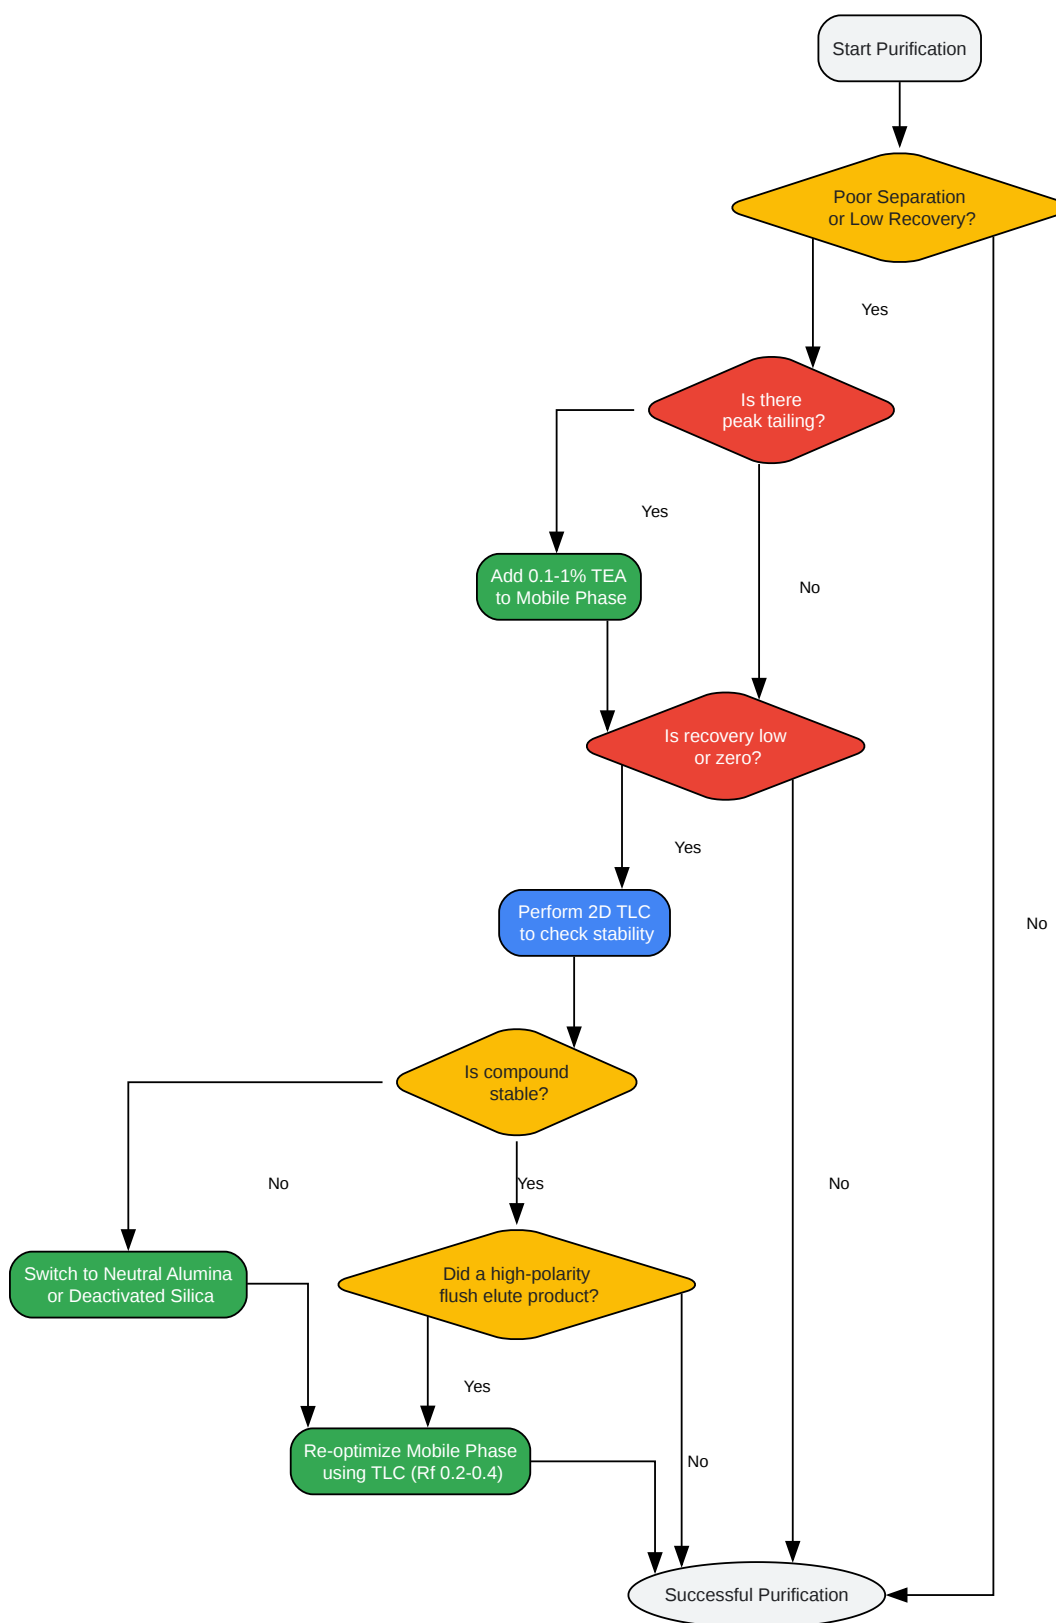 Start Purification
Poor Separation
or Low Recovery?
Yes
Is there
peak tailing?
Yes
Add 0.1-1% TEA
to Mobile Phase
No
Is recovery low
or zero?
Yes
Perform 2D TLC
to check stability
No
Is compound
stable?
No
Yes
No
Switch to Neutral Alumina
or Deactivated Silica
Did a high-polarity
flush elute product?
Yes
Re-optimize Mobile Phase
using TLC (Rf 0.2-0.4)
No
Successful Purification